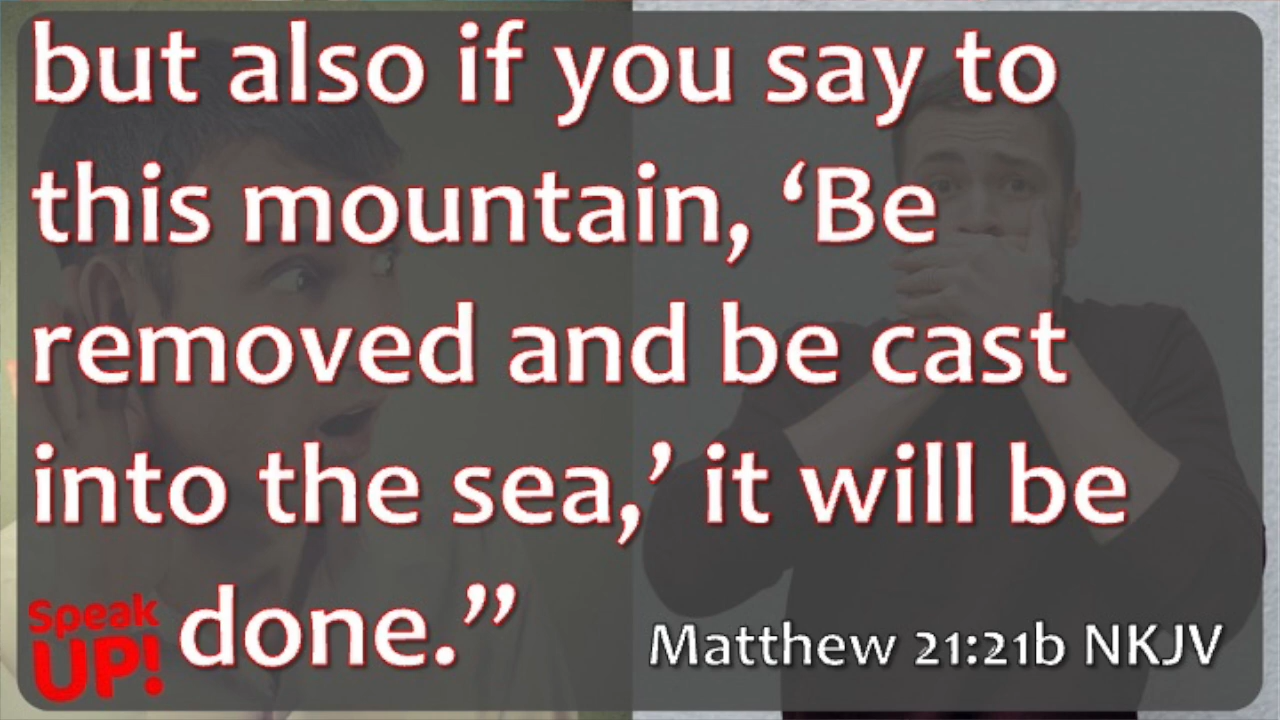 but also if you say to
this mountain, ‘Be
removed and be cast
into the sea,’ it will be
done.”
Speak
UP!
Matthew 21:21b NKJV